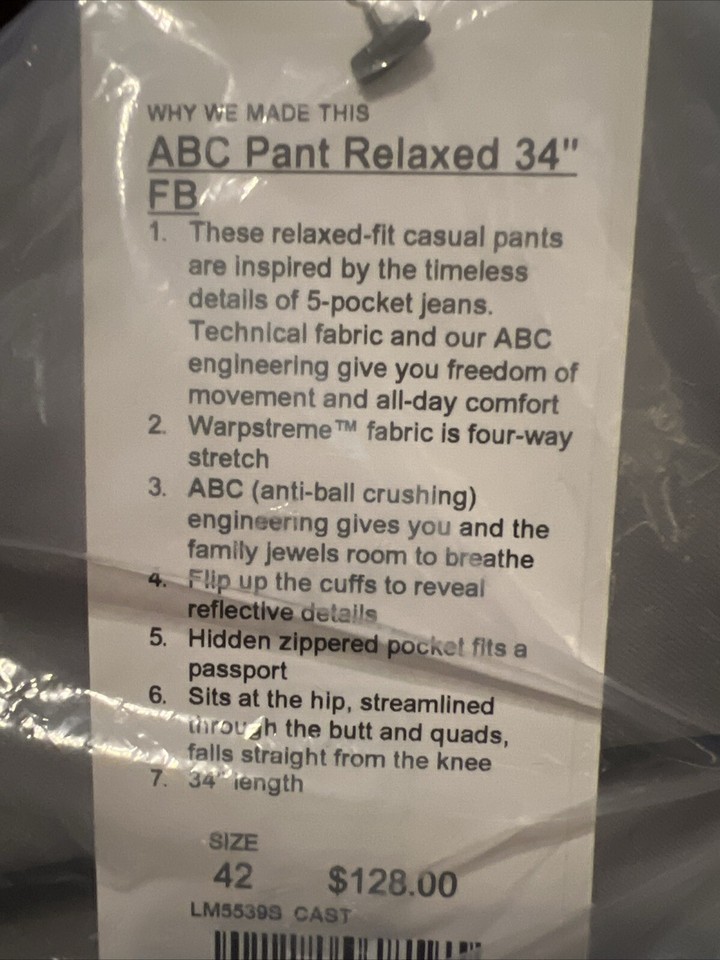 WHY WE MADE THIS
ABC Pant Relaxed 34"
FB
1. These relaxed-fit casual pants
are inspired by the timeless
details of 5-pocket jeans.
Technical fabric and our ABC
engineering give you freedom of
movement and all-day comfort
2. Warpstreme™ fabric is four-way
stretch
3. ABC (anti-ball crushing)
engineering gives you and the
family jewels room to breathe
4. Flip up the cuffs to reveal
reflective details
5. Hidden zippered pocket fits a
passport
6. Sits at the hip, streamlined
through the butt and quads,
falls straight from the knee
7. 34" length
SIZE
42 $128.00
LM5539S CAST